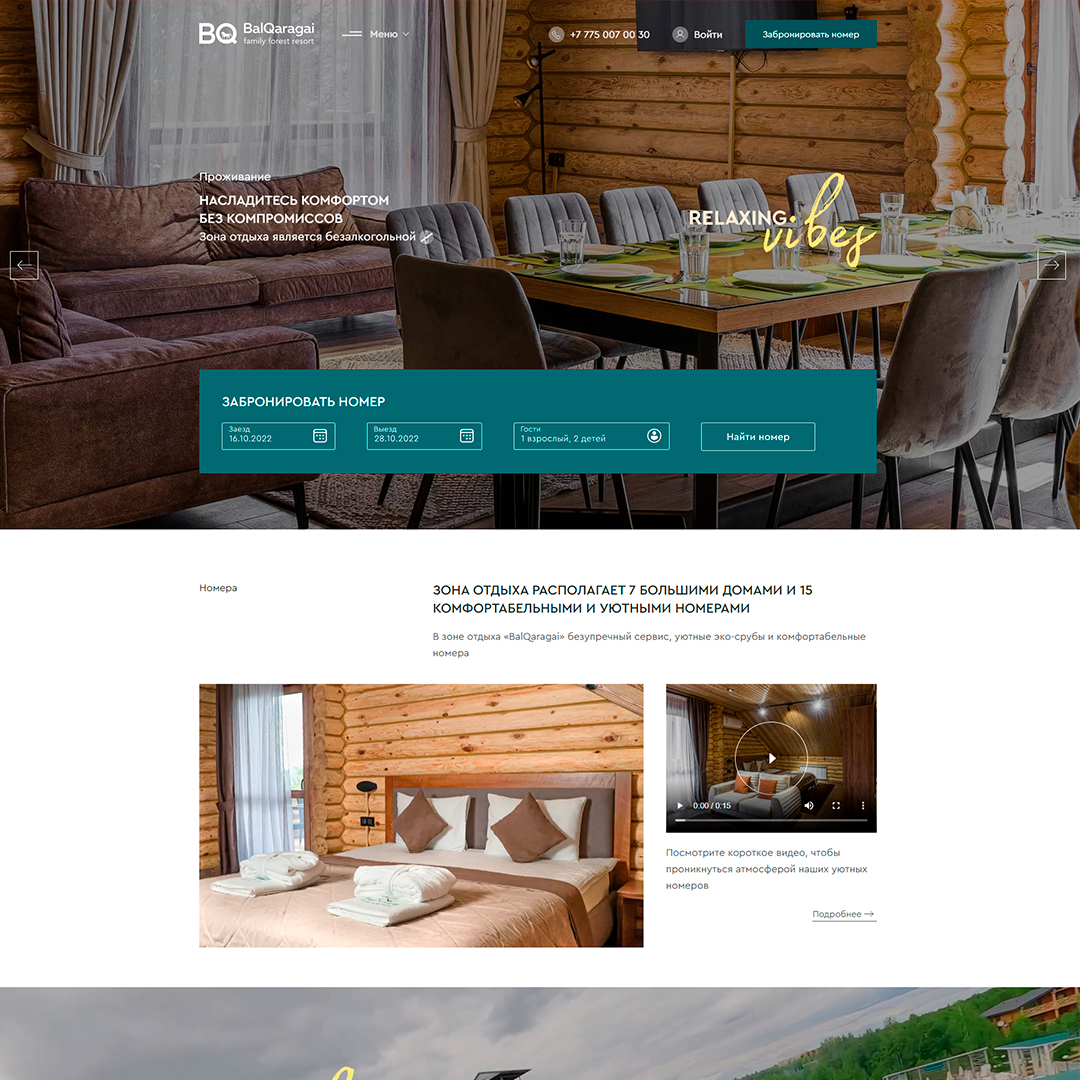 BQ BalQaragai
family forest resort
Меню
+7 775 007 00 30
Войти
Забронировать номер
Проживание
НАСЛАДИТЕСЬ КОМФОРТОМ
БЕЗ КОМПРОМИССОВ
Зона отдыха является безалкогольной
RELAXING
vibes
ЗАБРОНИРОВАТЬ НОМЕР
Заезд
16.10.2022
Выезд
28.10.2022
Гости
1 взрослый, 2 детей
Найти номер
Номера
ЗОНА ОТДЫХА РАСПОЛАГАЕТ 7 БОЛЬШИМИ ДОМАМИ И 15
КОМФОРТАБЕЛЬНЫМИ И УЮТНЫМИ НОМЕРАМИ
В зоне отдыха «BalQaragai» безупречный сервис, уютные эко-срубы и комфортабельные
номера
0:00 / 0:15
Посмотрите короткое видео, чтобы
проникнуться атмосферой наших уютных
номеров
Подробнее →